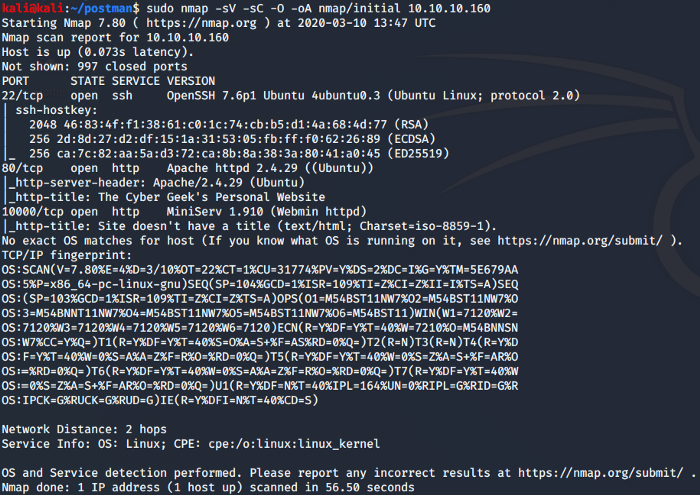 kali@kali:~/postman$ sudo nmap -sV -sC -O -oA nmap/initial 10.10.10.160
Starting Nmap 7.80 ( https://nmap.org ) at 2020-03-10 13:47 UTC
Nmap scan report for 10.10.10.160
Host is up (0.073s latency).
Not shown: 997 closed ports
PORT      STATE SERVICE VERSION
22/tcp    open  ssh     OpenSSH 7.6p1 Ubuntu 4ubuntu0.3 (Ubuntu Linux; protocol 2.0)
| ssh-hostkey:
|   2048 46:83:4f:f1:38:61:c0:1c:74:cb:b5:d1:4a:68:4d:77 (RSA)
|   256 2d:8d:27:d2:df:15:1a:31:53:05:fb:ff:f0:62:26:89 (ECDSA)
|_  256 ca:7c:82:aa:5a:d3:72:ca:8b:8a:38:3a:80:41:a0:45 (ED25519)
80/tcp    open  http    Apache httpd 2.4.29 ((Ubuntu))
|_http-server-header: Apache/2.4.29 (Ubuntu)
|_http-title: The Cyber Geek's Personal Website
10000/tcp open  http    MiniServ 1.910 (Webmin httpd)
|_http-title: Site doesn't have a title (text/html; Charset=iso-8859-1).
No exact OS matches for host (If you know what OS is running on it, see https://nmap.org/submit/ ).
TCP/IP fingerprint:
OS:SCAN(V=7.80%E=4%D=3/10%OT=22%CT=1%CU=31774%PV=Y%DS=2%DC=I%G=Y%TM=5E679AA
OS:5%P=x86_64-pc-linux-gnu)SEQ(SP=104%GCD=1%ISR=109%TI=Z%CI=Z%II=I%TS=A)SEQ
OS:(SP=103%GCD=1%ISR=109%TI=Z%CI=Z%TS=A)OPS(O1=M54BST11NW7%O2=M54BST11NW7%O
OS:3=M54BNNT11NW7%O4=M54BST11NW7%O5=M54BST11NW7%O6=M54BST11)WIN(W1=7120%W2=
OS:7120%W3=7120%W4=7120%W5=7120%W6=7120)ECN(R=Y%DF=Y%T=40%W=7210%O=M54BNNSN
OS:W7%CC=Y%Q=)T1(R=Y%DF=Y%T=40%S=O%A=S+%F=AS%RD=0%Q=)T2(R=N)T3(R=N)T4(R=Y%D
OS:F=Y%T=40%W=0%S=A%A=Z%F=R%O=%RD=0%Q=)T5(R=Y%DF=Y%T=40%W=0%S=Z%A=S+%F=AR%O
OS:=%RD=0%Q=)T6(R=Y%DF=Y%T=40%W=0%S=A%A=Z%F=R%O=%RD=0%Q=)T7(R=Y%DF=Y%T=40%W
OS:=0%S=Z%A=S+%F=AR%O=%RD=0%Q=)U1(R=Y%DF=N%T=40%IPL=164%UN=0%RIPL=G%RID=G%R
OS:IPCK=G%RUCK=G%RUD=G)IE(R=Y%DFI=N%T=40%CD=S)
Network Distance: 2 hops
Service Info: OS: Linux; CPE: cpe:/o:linux:linux_kernel
OS and Service detection performed. Please report any incorrect results at https://nmap.org/submit/ .
Nmap done: 1 IP address (1 host up) scanned in 56.50 seconds